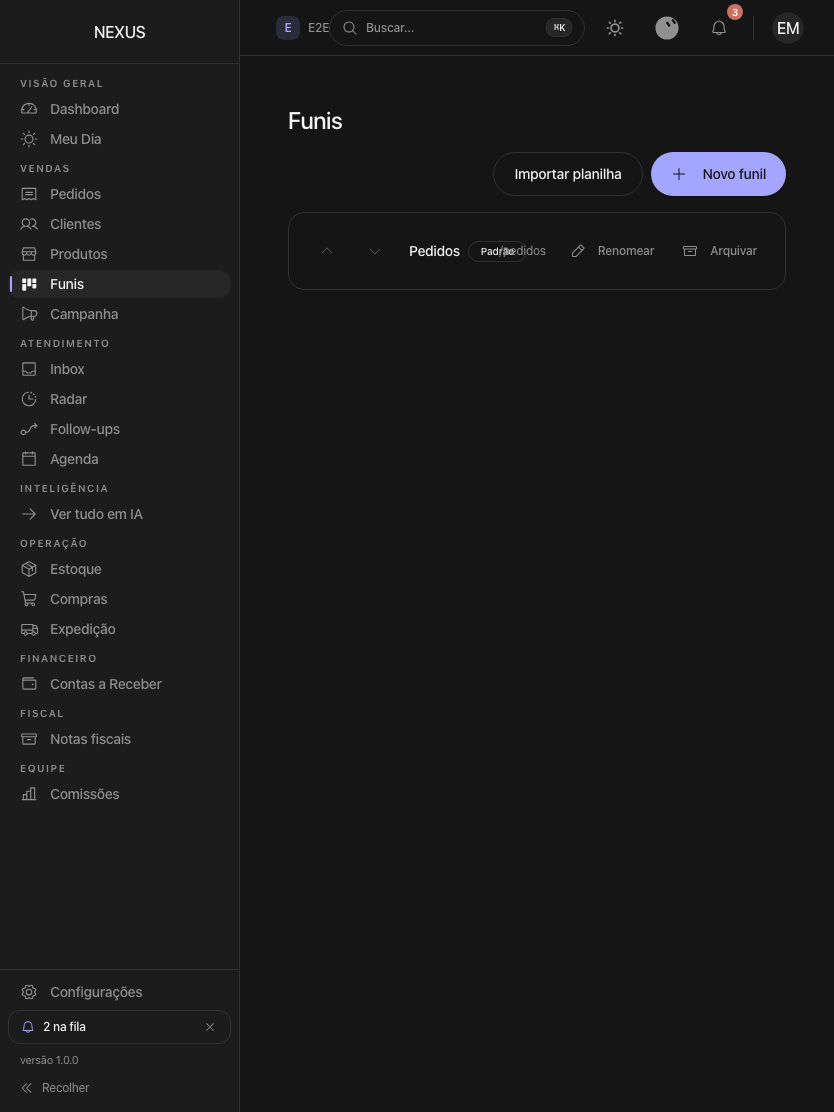 NEXUS
VISÃO GERAL
Dashboard
Meu Dia
VENDAS
Pedidos
Clientes
Produtos
Funis
Campanha
ATENDIMENTO
Inbox
Radar
Follow-ups
Agenda
INTELIGÊNCIA
Ver tudo em IA
OPERAÇÃO
Estoque
Compras
Expedição
FINANCEIRO
Contas a Receber
FISCAL
Notas fiscais
EQUIPE
Comissões
Configurações
2 na fila
versão 1.0.0
Recolher
E E2E Buscar... ⌘K 3 EM
Funis
Importar planilha Novo funil
Pedidos Padrão /pedidos Renomear Arquivar